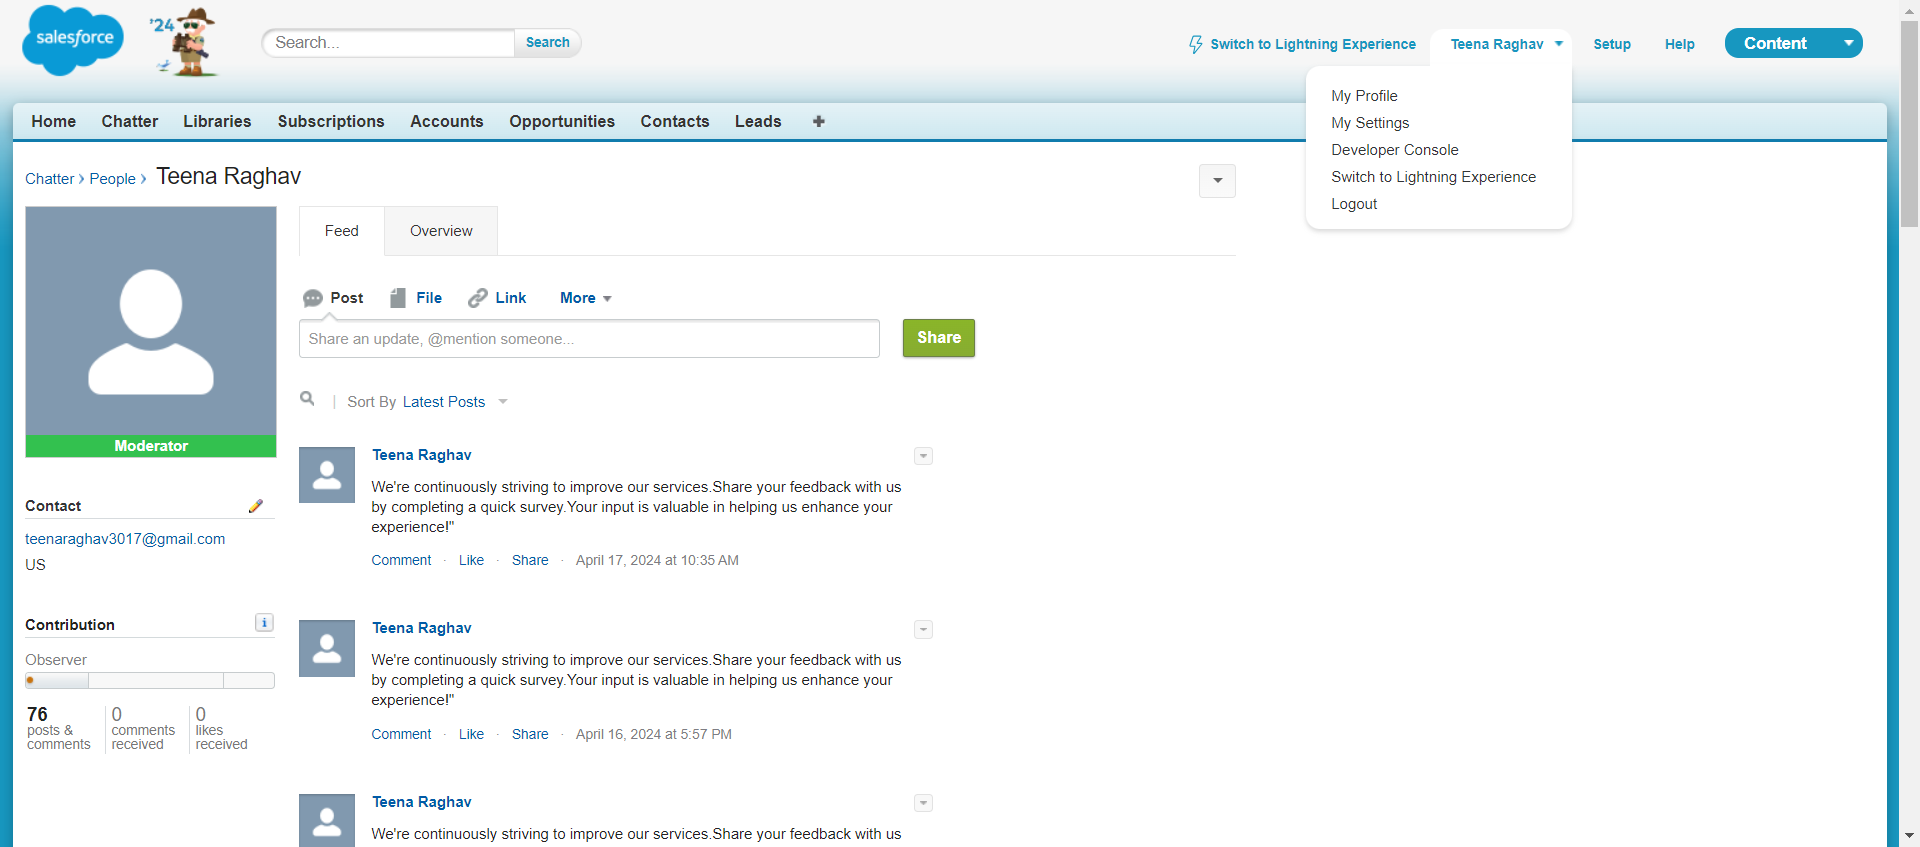 salesforce
'24
Search...
Search
Switch to Lightning Experience
Teena Raghav
Setup
Help
Content
My Profile
My Settings
Developer Console
Switch to Lightning Experience
Logout
Home
Chatter
Libraries
Subscriptions
Accounts
Opportunities
Contacts
Leads
Chatter › People › Teena Raghav
Feed
Overview
Post
File
Link
More
Share an update, @mention someone...
Share
Sort By Latest Posts
Moderator
Contact
teenaraghav3017@gmail.com
US
Contribution
Observer
76
posts &
comments
0
comments
received
0
likes
received
Teena Raghav
We're continuously striving to improve our services.Share your feedback with us
by completing a quick survey.Your input is valuable in helping us enhance your
experience!"
Comment · Like · Share · April 17, 2024 at 10:35 AM
Teena Raghav
We're continuously striving to improve our services.Share your feedback with us
by completing a quick survey.Your input is valuable in helping us enhance your
experience!"
Comment · Like · Share · April 16, 2024 at 5:57 PM
Teena Raghav
We're continuously striving to improve our services.Share your feedback with us